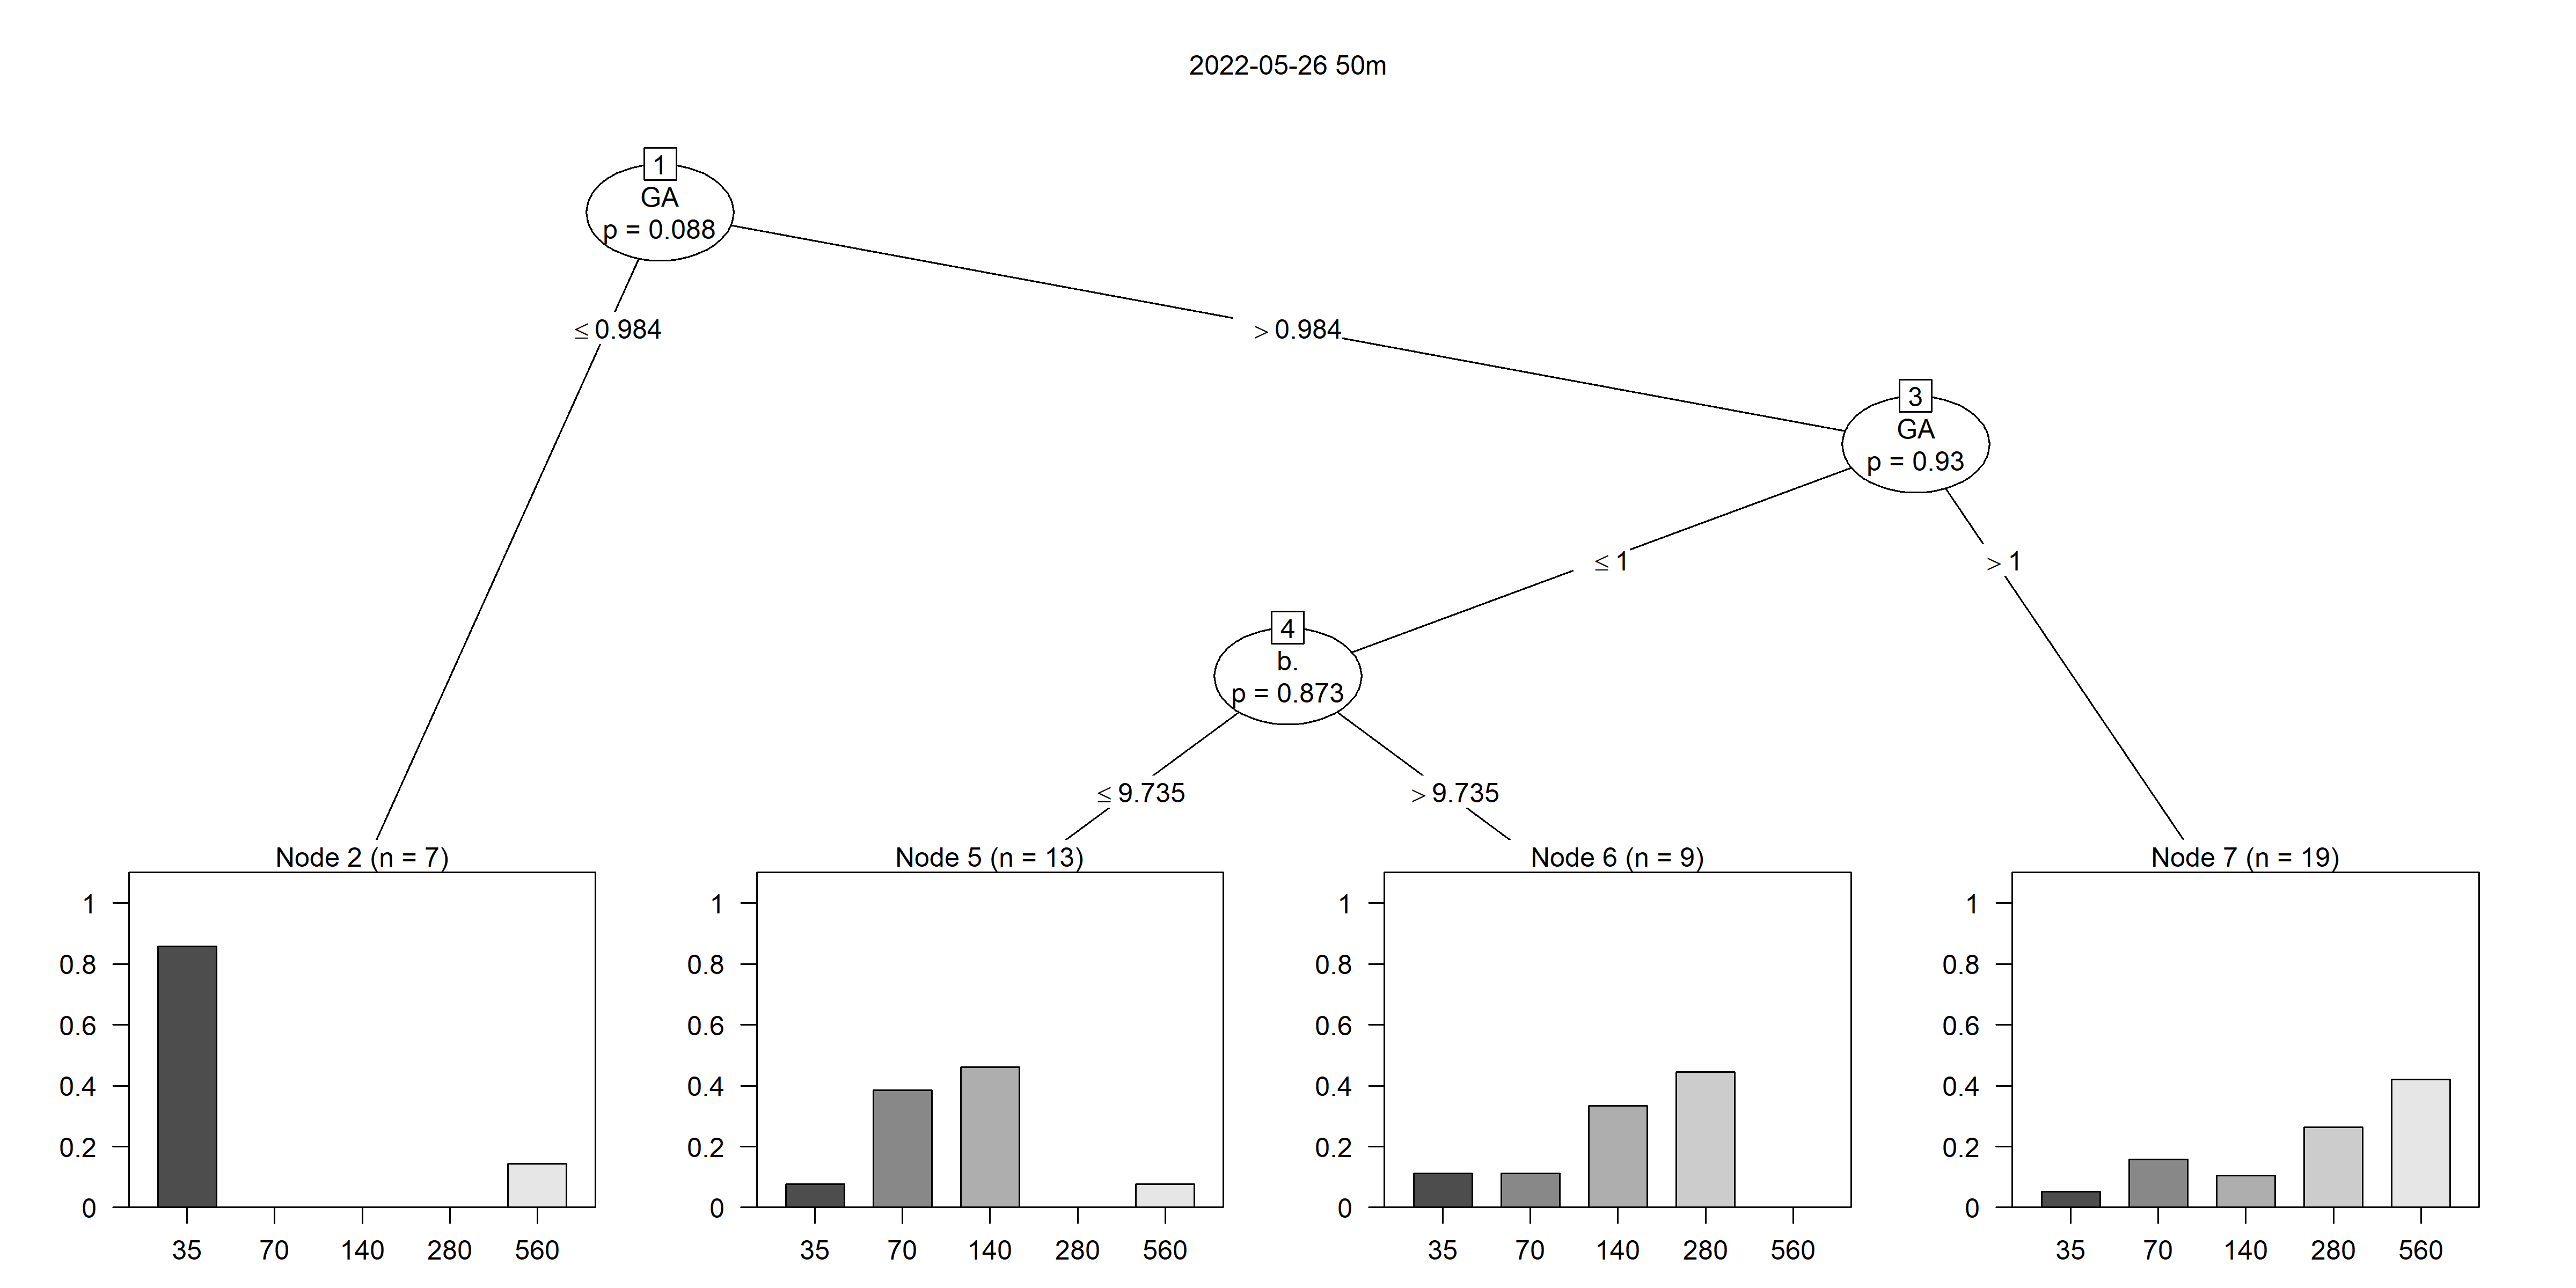 2022-05-26 50m
1
GA
p = 0.088
≤ 0.984
> 0.984
3
GA
p = 0.93
≤ 1
> 1
4
b.
p = 0.873
≤ 9.735
> 9.735
Node 2 (n = 7)
1
0.8
0.6
0.4
0.2
0
35 70 140 280 560
Node 5 (n = 13)
1
0.8
0.6
0.4
0.2
0
35 70 140 280 560
Node 6 (n = 9)
1
0.8
0.6
0.4
0.2
0
35 70 140 280 560
Node 7 (n = 19)
1
0.8
0.6
0.4
0.2
0
35 70 140 280 560